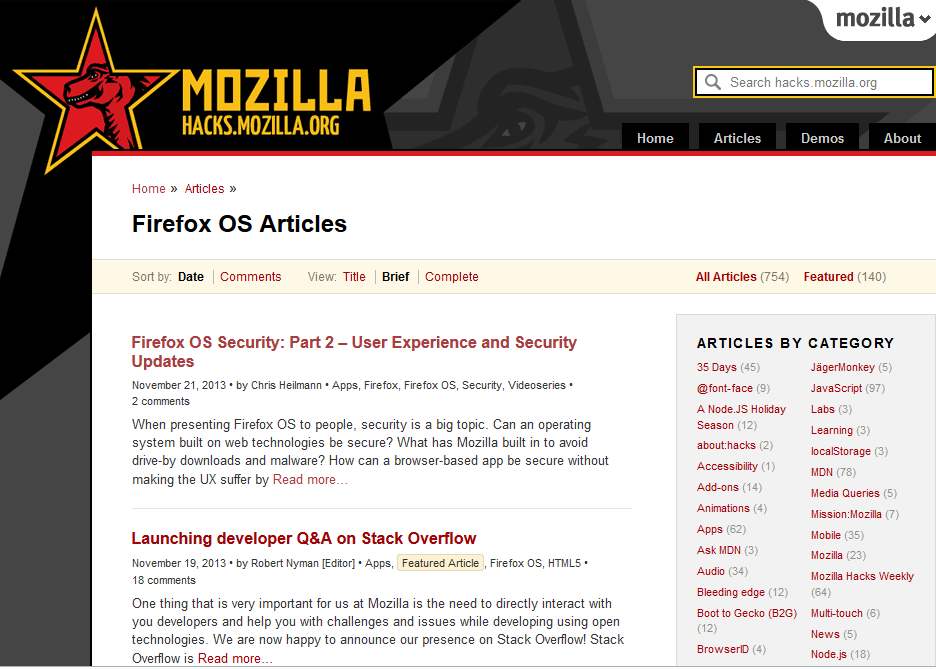 mozilla
MOZILLA
HACKS.MOZILLA.ORG
Search hacks.mozilla.org
Home Articles Demos About
Home » Articles »
Firefox OS Articles
Sort by: Date Comments View: Title Brief Complete All Articles (754) Featured (140)
Firefox OS Security: Part 2 – User Experience and Security
Updates
November 21, 2013 • by Chris Heilmann • Apps, Firefox, Firefox OS, Security, Videoseries •
2 comments
When presenting Firefox OS to people, security is a big topic. Can an operating
system built on web technologies be secure? What has Mozilla built in to avoid
drive-by downloads and malware? How can a browser-based app be secure without
making the UX suffer by Read more…
Launching developer Q&A on Stack Overflow
November 19, 2013 • by Robert Nyman [Editor] • Apps, Featured Article, Firefox OS, HTML5 •
18 comments
One thing that is very important for us at Mozilla is the need to directly interact with
you developers and help you with challenges and issues while developing using open
technologies. We are now happy to announce our presence on Stack Overflow! Stack
Overflow is Read more…
ARTICLES BY CATEGORY
35 Days (45)
@font-face (9)
A Node.JS Holiday
Season (12)
about:hacks (2)
Accessibility (1)
Add-ons (14)
Animations (4)
Apps (62)
Ask MDN (3)
Audio (34)
Bleeding edge (12)
Boot to Gecko (B2G)
(12)
BrowserID (4)
JägerMonkey (5)
JavaScript (97)
Labs (3)
Learning (3)
localStorage (3)
MDN (78)
Media Queries (5)
Mission:Mozilla (7)
Mobile (35)
Mozilla (23)
Mozilla Hacks Weekly
(64)
Multi-touch (6)
News (5)
Node.js (18)